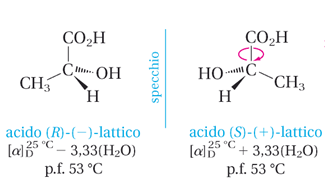 CO₂H
C
OH
CH₃
H
acido (R)-(−)-lattico
[α]D25 °C − 3,33(H₂O)
p.f. 53 °C
specchio
CO₂H
HO
C
CH₃
H
acido (S)-(+)-lattico
[α]D25 °C + 3,33(H₂O)
p.f. 53 °C